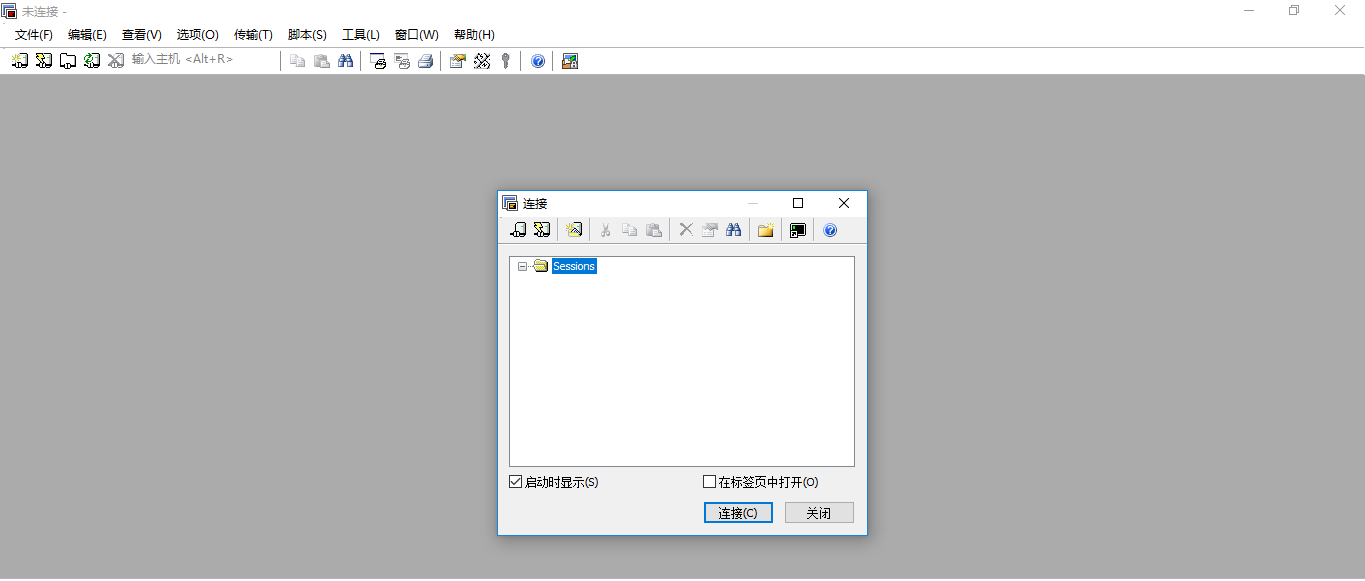 未连接 -
文件(F) 编辑(E) 查看(V) 选项(O) 传输(T) 脚本(S) 工具(L) 窗口(W) 帮助(H)
输入主机 <Alt+R>
连接
Sessions
启动时显示(S) 在标签页中打开(O)
连接(C) 关闭